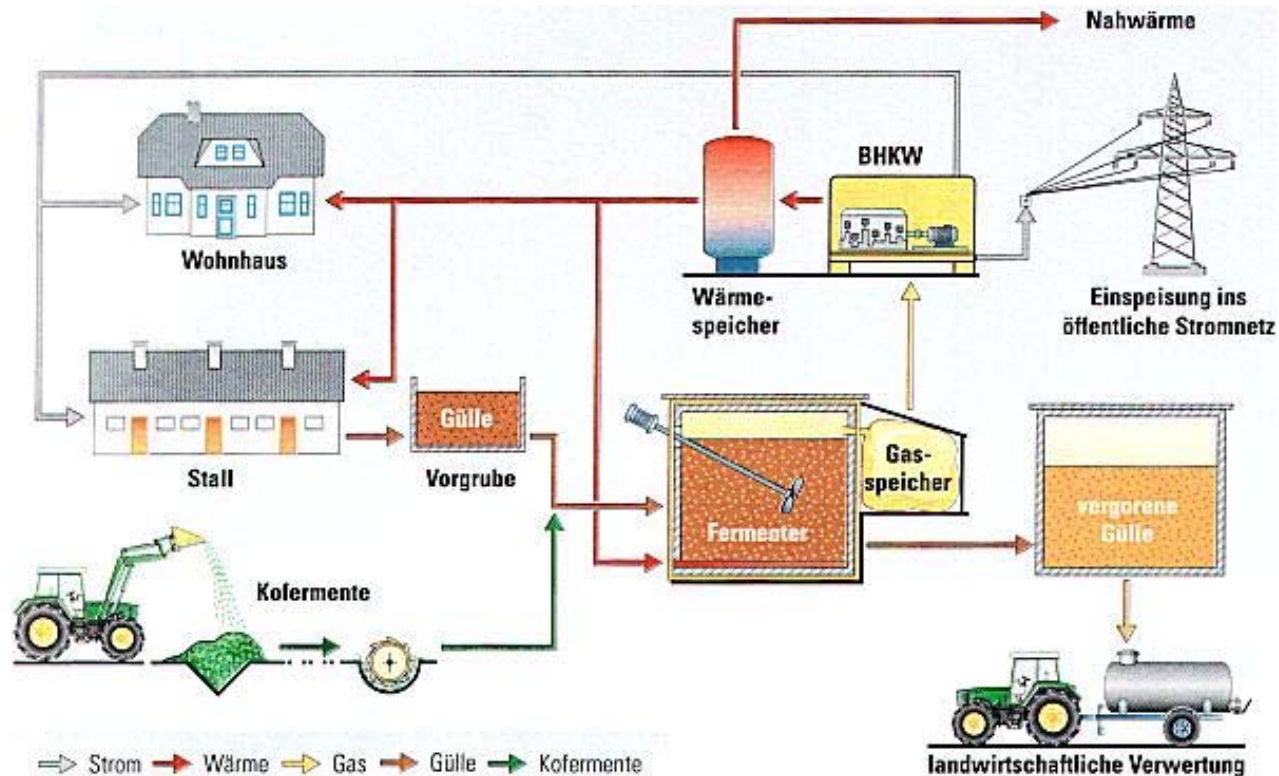 Nahwärme
BHKW
Wohnhaus
Wärme-
speicher
Einspeisung ins
öffentliche Stromnetz
Gülle
Stall
Vorgrube
Gas-
speicher
Fermenter
vergorene
Gülle
Kofermente
Strom
Wärme
Gas
Gülle
Kofermente
landwirtschaftliche Verwertung